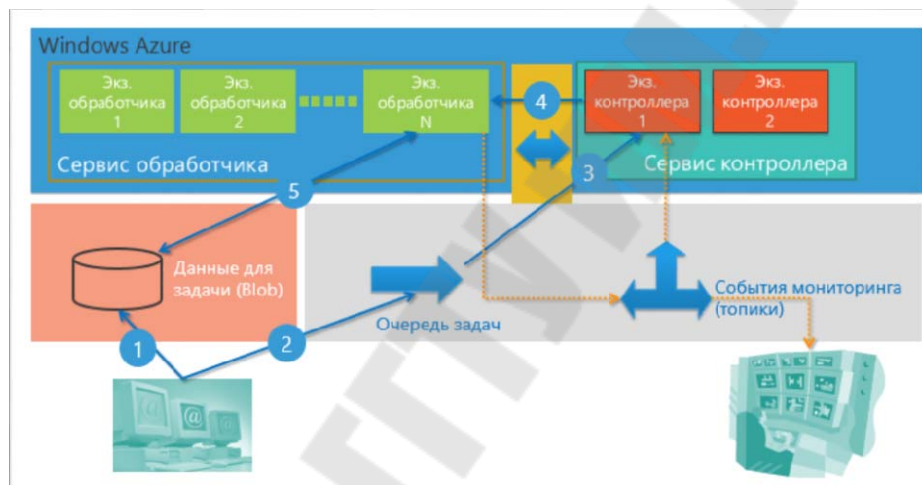 Windows Azure
Экз.
обработчика
1
Экз.
обработчика
2
Экз.
обработчика
N
4
Экз.
контроллера
1
Экз.
контроллера
2
Сервис обработчика
3
Сервис контроллера
5
Данные для
задачи (Blob)
Очередь задач
События мониторинга
(топики)
1
2
@
@